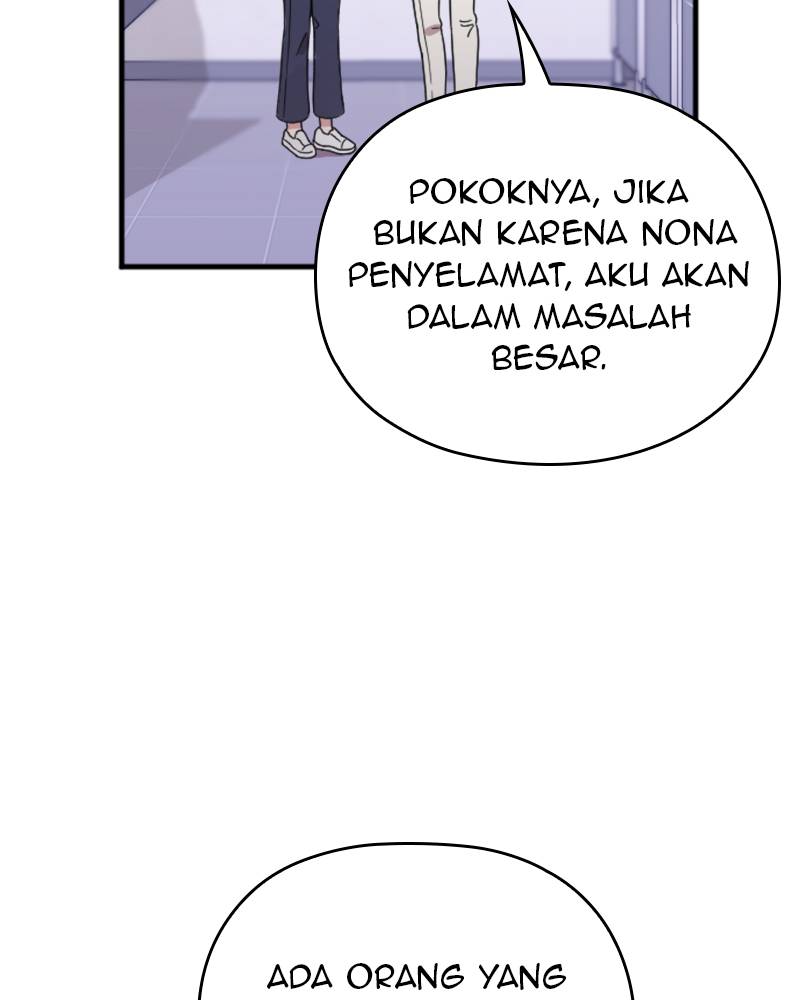 POKOKNYA, JIKA
BUKAN KARENA NONA
PENYELAMAT, AKU AKAN
DALAM MASALAH
BESAR.
ADA ORANG YANG